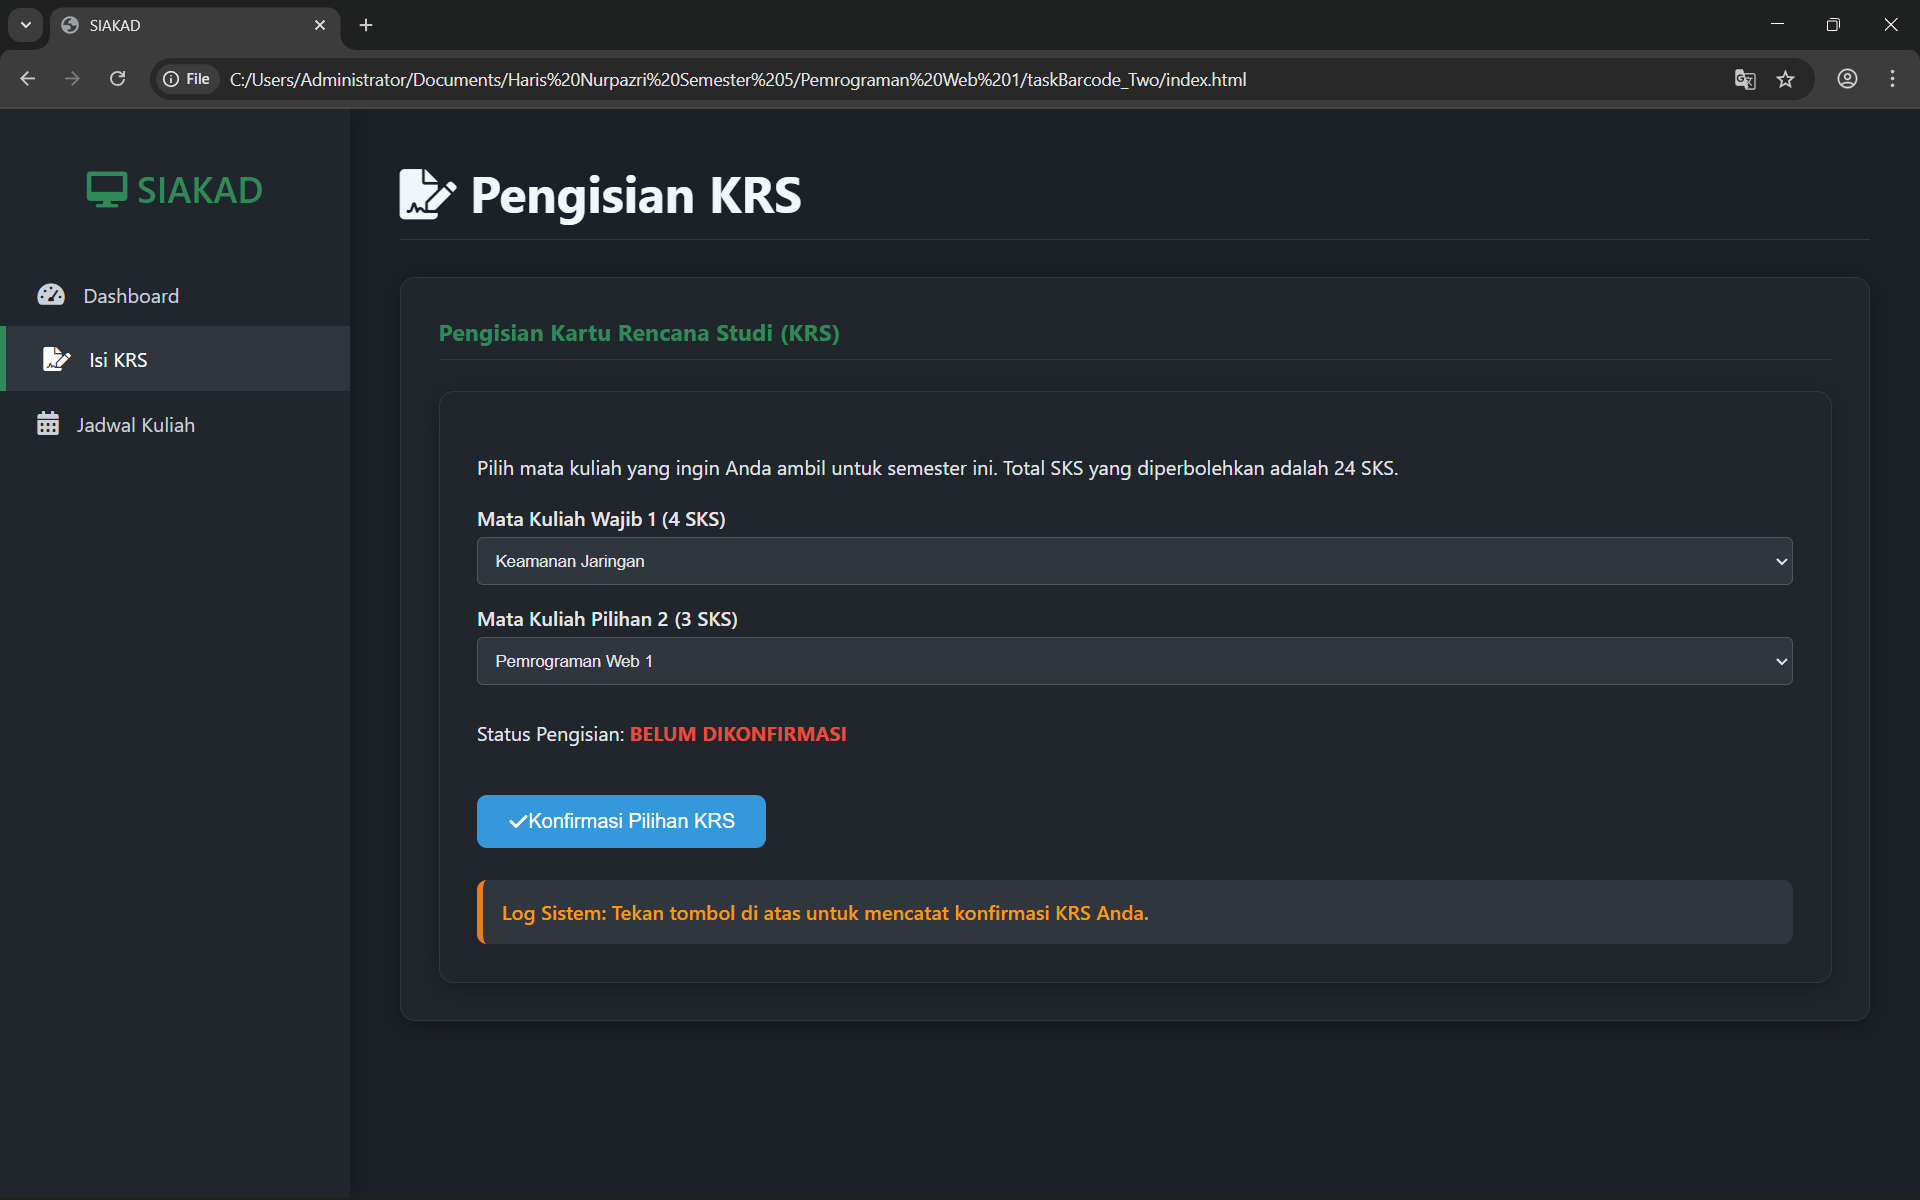 SIAKAD
File
C:/Users/Administrator/Documents/Haris%20Nurpazri%20Semester%205/Pemrograman%20Web%201/taskBarcode_Two/index.html
SIAKAD
Dashboard
Isi KRS
Jadwal Kuliah
Pengisian KRS
Pengisian Kartu Rencana Studi (KRS)
Pilih mata kuliah yang ingin Anda ambil untuk semester ini. Total SKS yang diperbolehkan adalah 24 SKS.
Mata Kuliah Wajib 1 (4 SKS)
Keamanan Jaringan
Mata Kuliah Pilihan 2 (3 SKS)
Pemrograman Web 1
Status Pengisian: BELUM DIKONFIRMASI
Konfirmasi Pilihan KRS
Log Sistem: Tekan tombol di atas untuk mencatat konfirmasi KRS Anda.